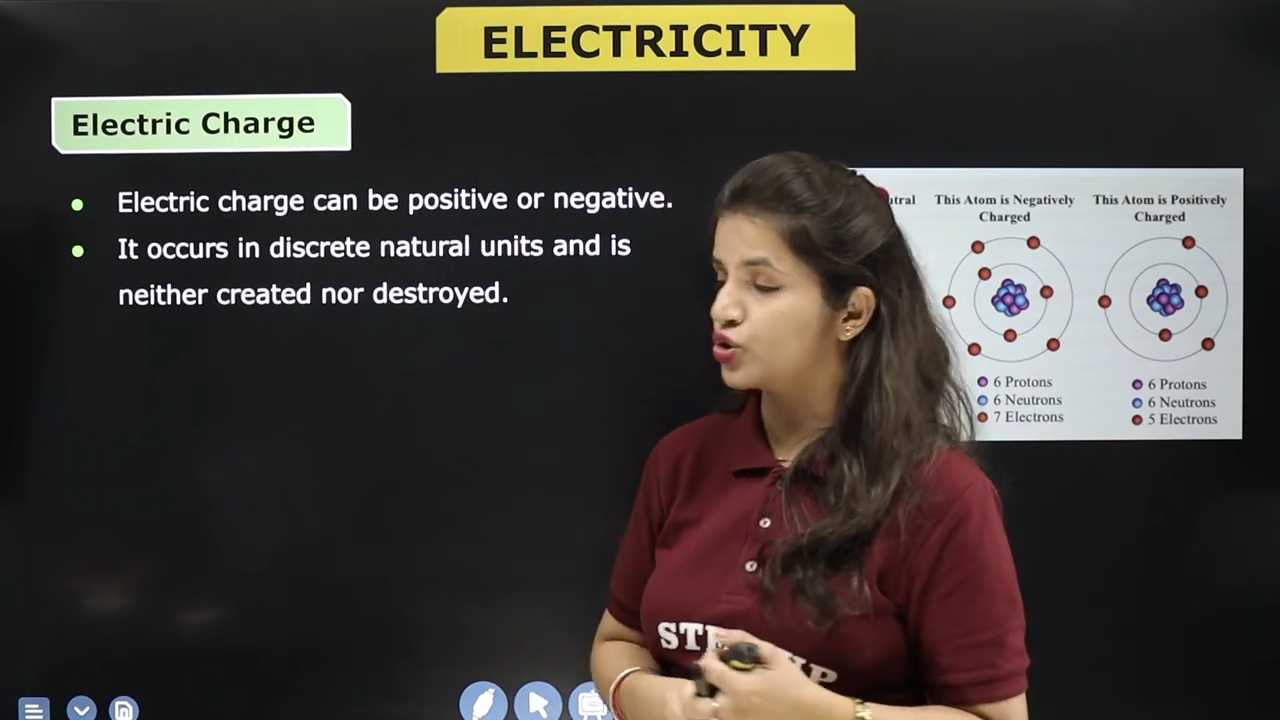 ELECTRICITY
Electric Charge
Electric charge can be positive or negative.
It occurs in discrete natural units and is
neither created nor destroyed.
This Atom is Negatively
Charged
6 Protons
6 Neutrons
7 Electrons
This Atom is Positively
Charged
6 Protons
6 Neutrons
5 Electrons